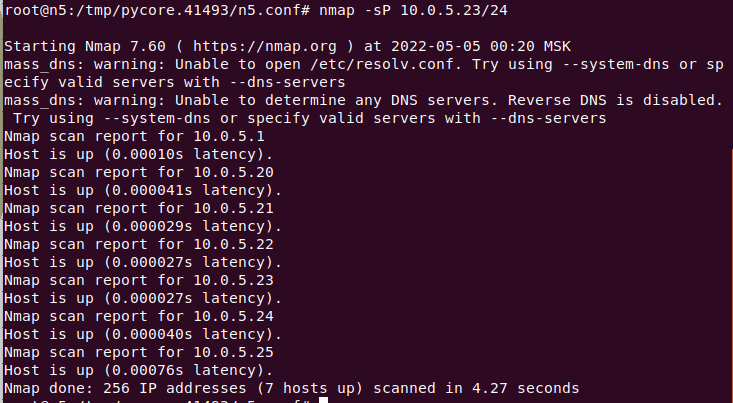 root@n5:/tmp/pycore.41493/n5.conf# nmap -sP 10.0.5.23/24
Starting Nmap 7.60 ( https://nmap.org ) at 2022-05-05 00:20 MSK
mass_dns: warning: Unable to open /etc/resolv.conf. Try using --system-dns or sp
ecify valid servers with --dns-servers
mass_dns: warning: Unable to determine any DNS servers. Reverse DNS is disabled.
 Try using --system-dns or specify valid servers with --dns-servers
Nmap scan report for 10.0.5.1
Host is up (0.00010s latency).
Nmap scan report for 10.0.5.20
Host is up (0.000041s latency).
Nmap scan report for 10.0.5.21
Host is up (0.000029s latency).
Nmap scan report for 10.0.5.22
Host is up (0.000027s latency).
Nmap scan report for 10.0.5.23
Host is up (0.000027s latency).
Nmap scan report for 10.0.5.24
Host is up (0.000040s latency).
Nmap scan report for 10.0.5.25
Host is up (0.00076s latency).
Nmap done: 256 IP addresses (7 hosts up) scanned in 4.27 seconds